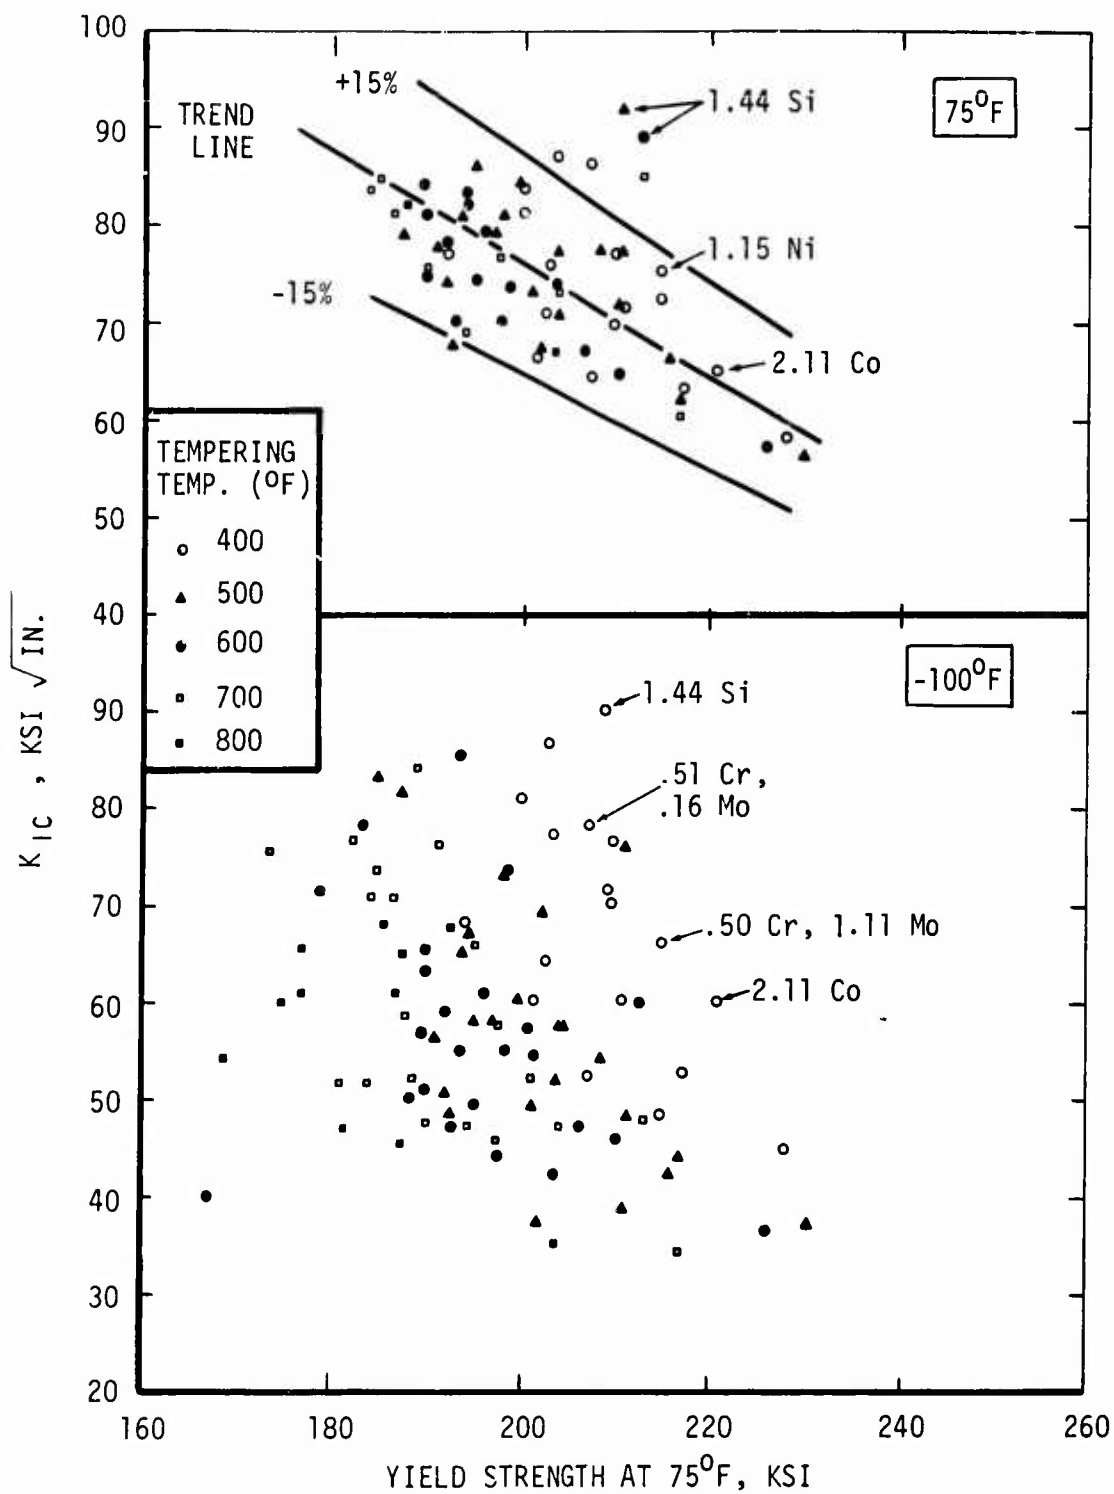 100
90
80
70
60
50
40
90
80
70
60
50
40
30
20
+15%
TREND
LINE
-15%
75°F
1.44 Si
1.15 Ni
2.11 Co
TEMPERING
TEMP. (°F)
400
500
600
700
800
-100°F
1.44 Si
.51 Cr,
.16 Mo
.50 Cr, 1.11 Mo
2.11 Co
K IC , KSI √IN.
160 180 200 220 240 260
YIELD STRENGTH AT 75°F, KSI